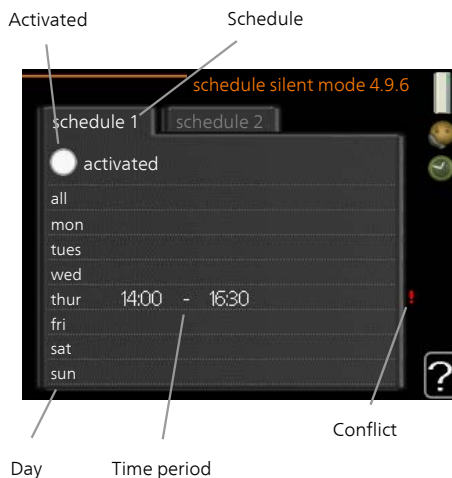 Activated Schedule
schedule silent mode 4.9.6
schedule 1 schedule 2
activated
all
mon
tues
wed
thur 14:00 - 16:30 !
fri
sat
sun
?
Conflict
Day Time period